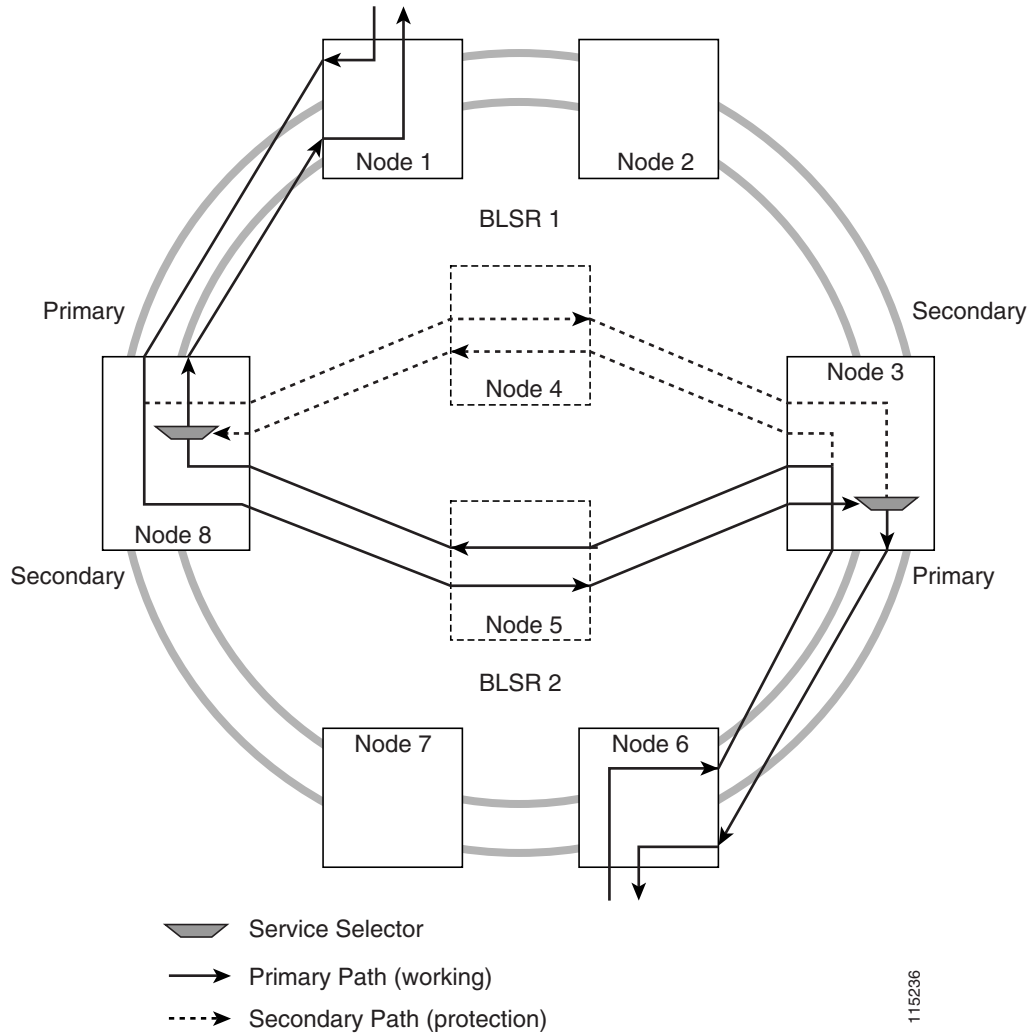 Node 1
Node 2
BLSR 1
Primary
Secondary
Node 4
Node 3
Node 8
Secondary
Primary
Node 5
BLSR 2
Node 7
Node 6
Service Selector
Primary Path (working)
Secondary Path (protection)
115236